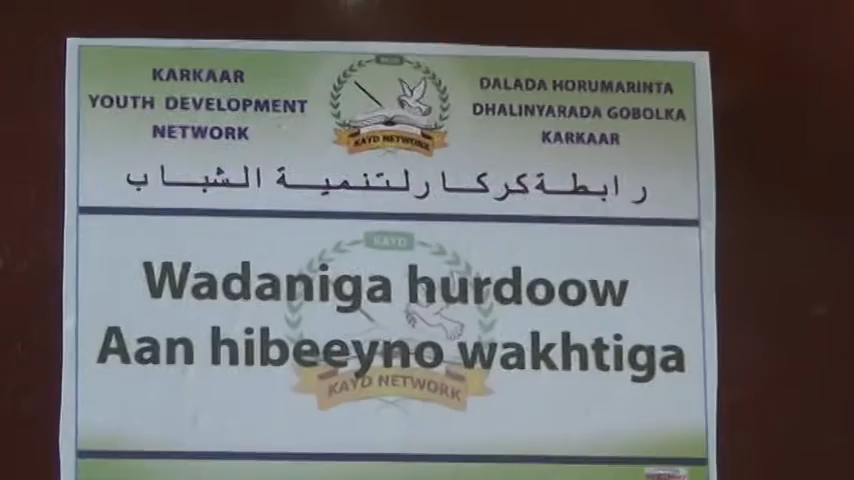 KARKAAR
YOUTH DEVELOPMENT
NETWORK
KAYD NETWORK
DALADA HORUMARINTA
DHALINYARADA GOBOLKA
KARKAAR
رابطة كركار لتنمية الشباب
KAYD
Wadaniga hurdoow
Aan hibeeyno wakhtiga
KAYD NETWORK